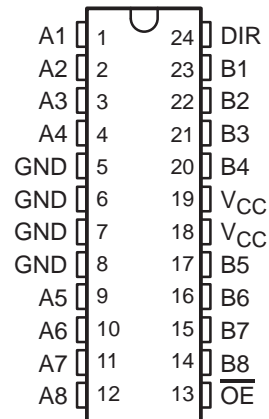 A1 1 24 DIR
A2 2 23 B1
A3 3 22 B2
A4 4 21 B3
GND 5 20 B4
GND 6 19 VCC
GND 7 18 VCC
GND 8 17 B5
A5 9 16 B6
A6 10 15 B7
A7 11 14 B8
A8 12 13 O̅E̅